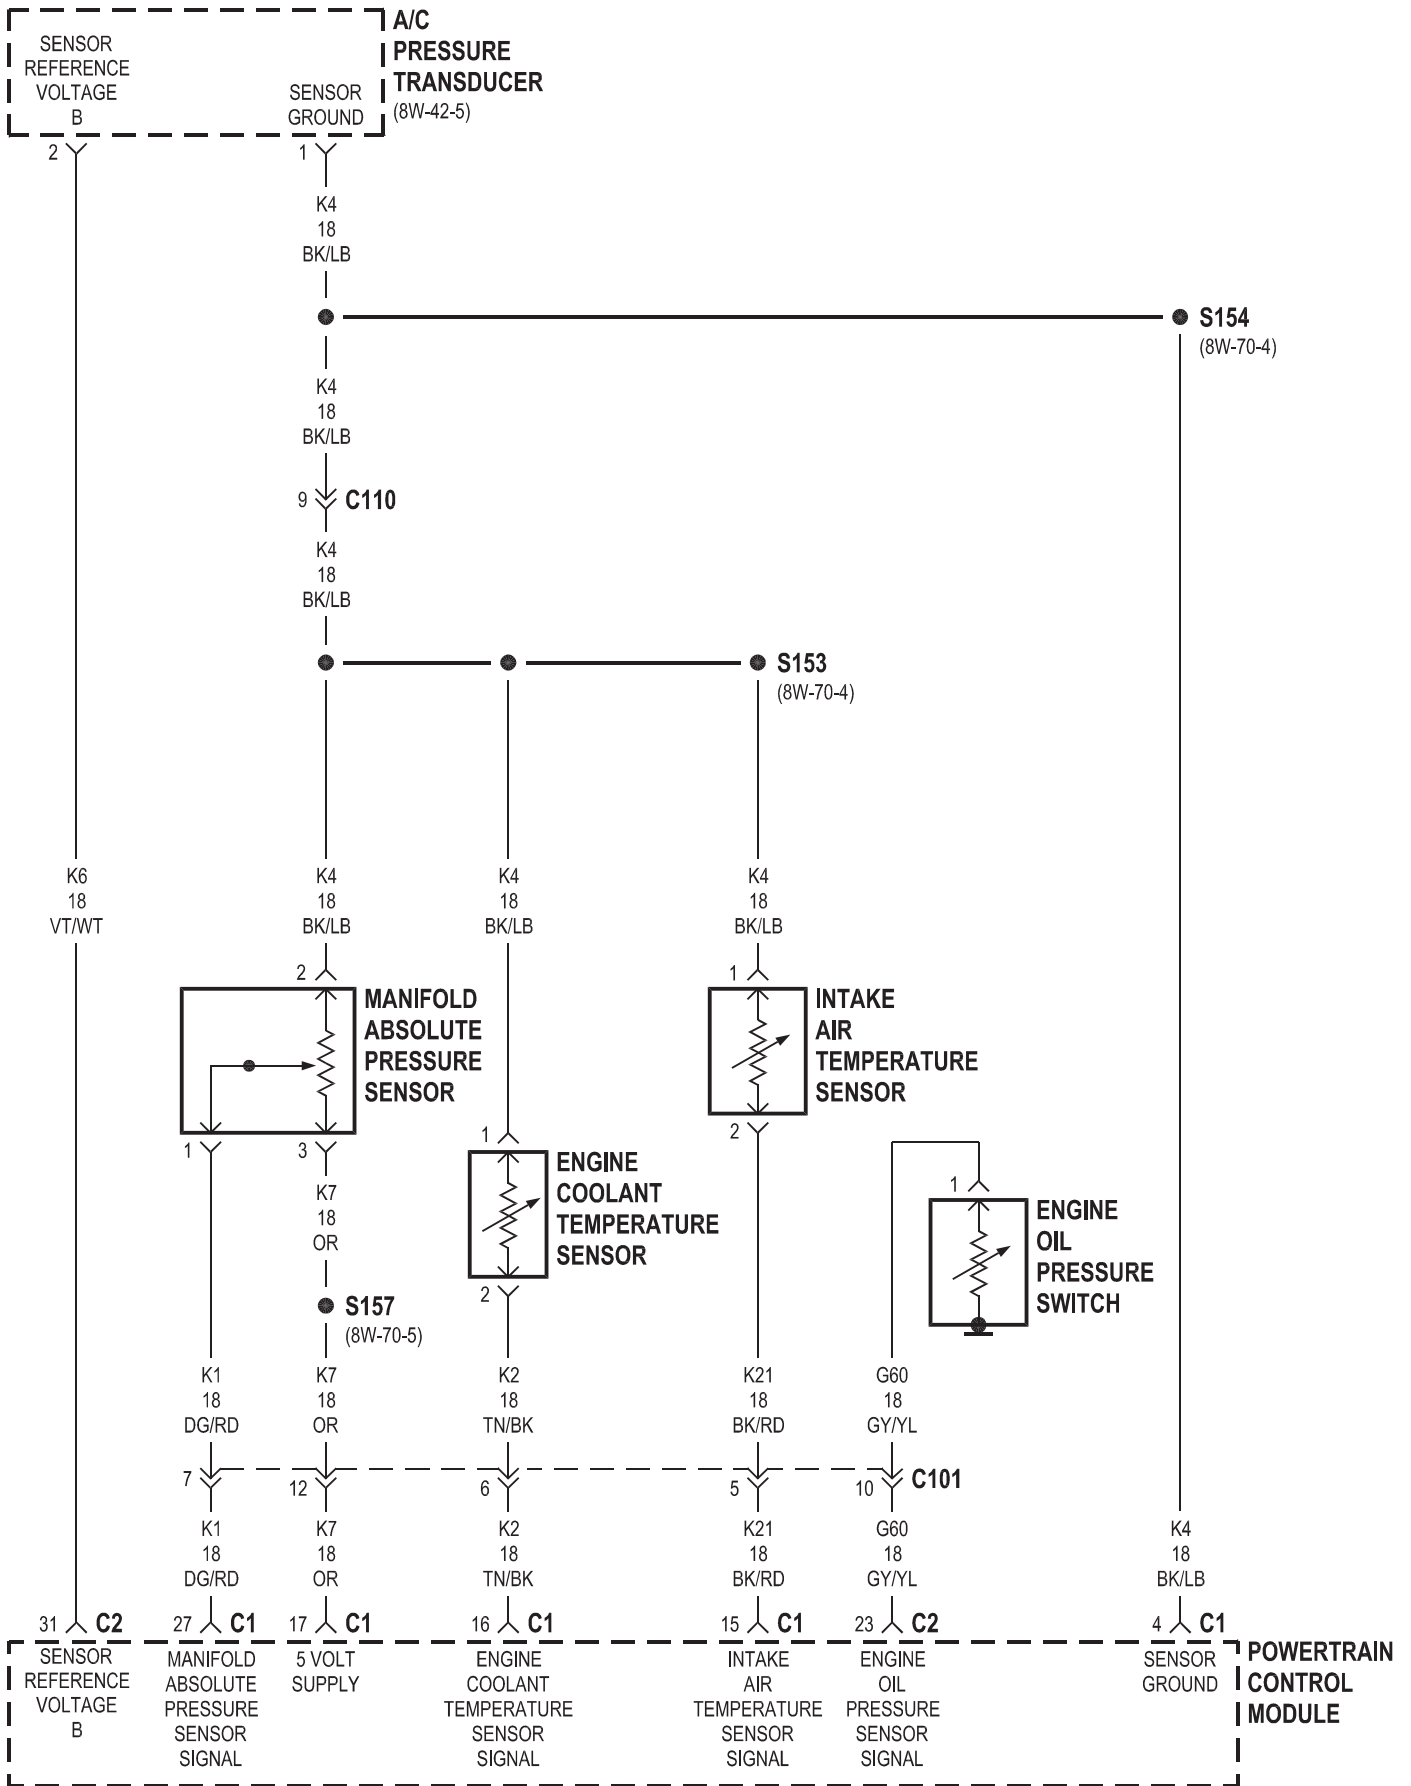 SENSOR
REFERENCE
VOLTAGE
B
SENSOR
GROUND
A/C
PRESSURE
TRANSDUCER
(8W-42-5)
2
1
K4
18
BK/LB
S154
(8W-70-4)
K4
18
BK/LB
9
C110
K4
18
BK/LB
S153
(8W-70-4)
K6
18
VT/WT
K4
18
BK/LB
K4
18
BK/LB
K4
18
BK/LB
2
MANIFOLD
ABSOLUTE
PRESSURE
SENSOR
1
3
1
INTAKE
AIR
TEMPERATURE
SENSOR
2
1
ENGINE
COOLANT
TEMPERATURE
SENSOR
2
1
ENGINE
OIL
PRESSURE
SWITCH
K7
18
OR
S157
(8W-70-5)
K1
18
DG/RD
K7
18
OR
K2
18
TN/BK
K21
18
BK/RD
G60
18
GY/YL
7
12
6
5
10
C101
K1
18
DG/RD
K7
18
OR
K2
18
TN/BK
K21
18
BK/RD
G60
18
GY/YL
K4
18
BK/LB
31 C2
27 C1
17 C1
16 C1
15 C1
23 C2
4 C1
SENSOR
REFERENCE
VOLTAGE
B
MANIFOLD
ABSOLUTE
PRESSURE
SENSOR
SIGNAL
5 VOLT
SUPPLY
ENGINE
COOLANT
TEMPERATURE
SENSOR
SIGNAL
INTAKE
AIR
TEMPERATURE
SENSOR
SIGNAL
ENGINE
OIL
PRESSURE
SENSOR
SIGNAL
SENSOR
GROUND
POWERTRAIN
CONTROL
MODULE